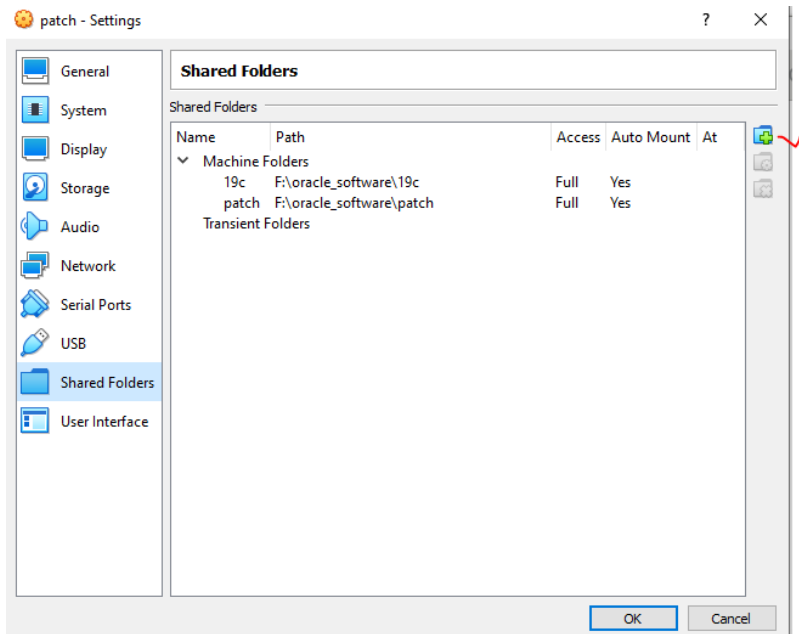 patch - Settings ? ×
General
System
Display
Storage
Audio
Network
Serial Ports
USB
Shared Folders
User Interface
Shared Folders
Shared Folders
Name Path Access Auto Mount At
Machine Folders
19c F:\oracle_software\19c Full Yes
patch F:\oracle_software\patch Full Yes
Transient Folders
OK Cancel